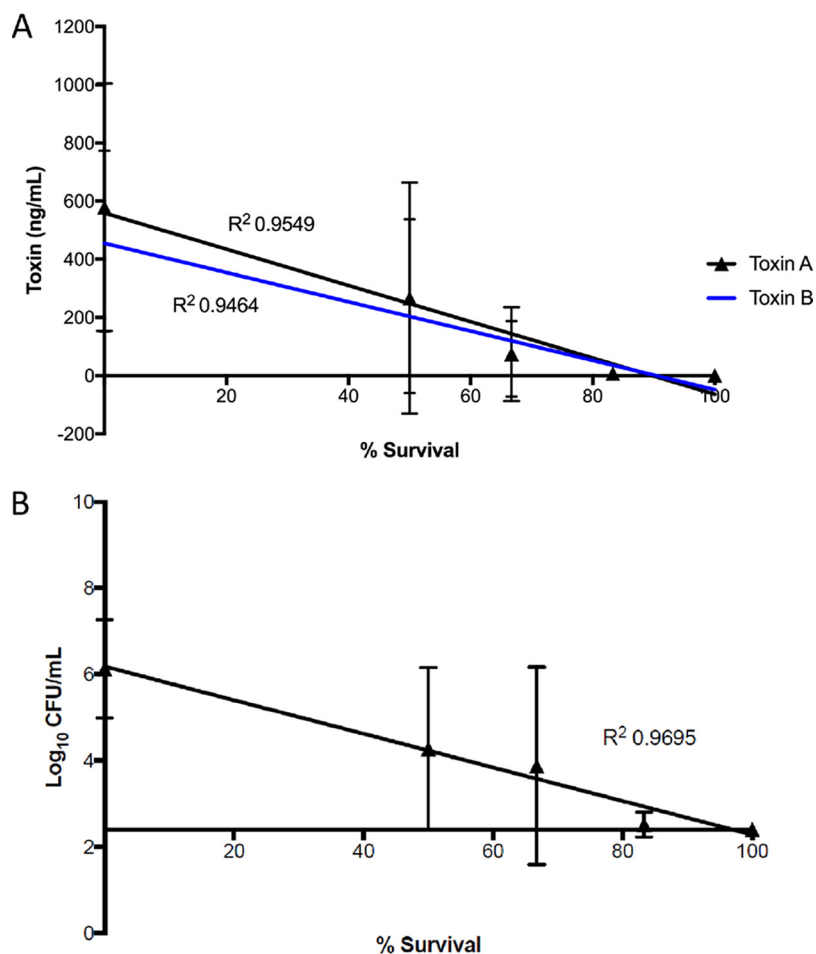 A
1200
1000
800
600
400
200
0
-200
Toxin (ng/mL)
R² 0.9549
R² 0.9464
Toxin A
Toxin B
20
40
60
80
100
% Survival
B
10
8
6
4
2
0
Log₁₀ CFU/mL
R² 0.9695
20
40
60
80
100
% Survival